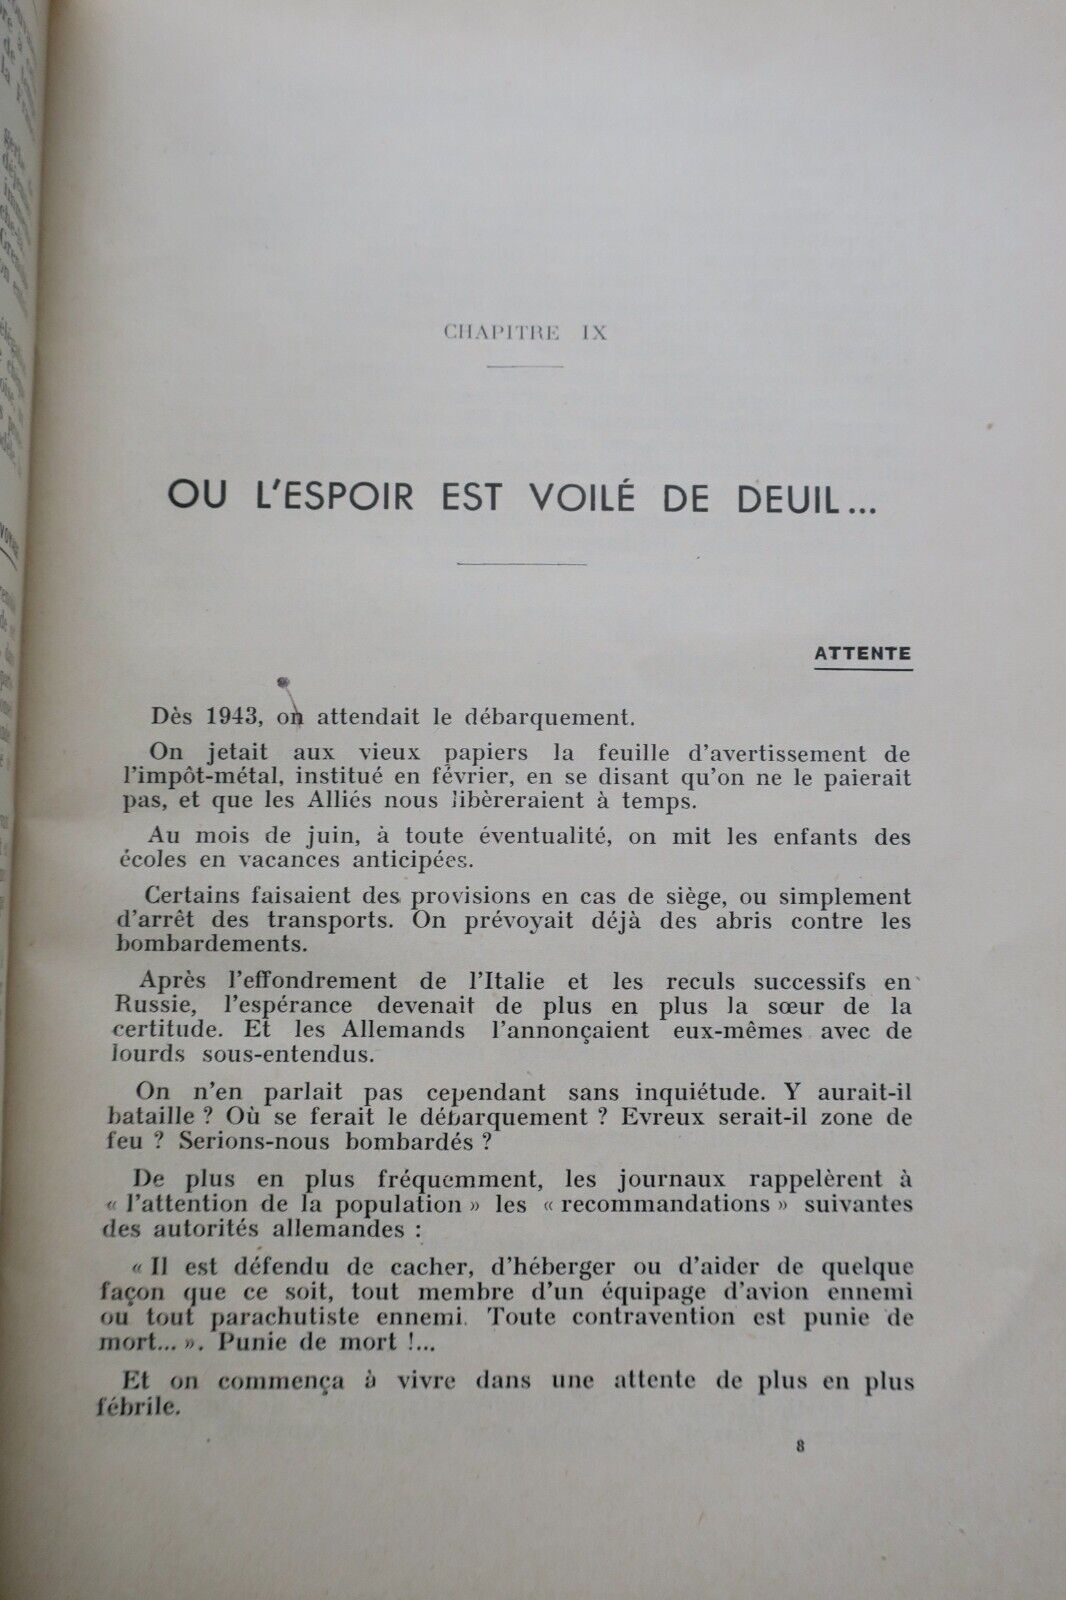 CHAPITRE IX
OU L'ESPOIR EST VOILÉ DE DEUIL...
ATTENTE
Dès 1943, on attendait le débarquement.
On jetait aux vieux papiers la feuille d'avertissement de
l'impôt-métal, institué en février, en se disant qu'on ne le paierait
pas, et que les Alliés nous libèreraient à temps.
Au mois de juin, à toute éventualité, on mit les enfants des
écoles en vacances anticipées.
Certains faisaient des provisions en cas de siège, ou simplement
d'arrêt des transports. On prévoyait déjà des abris contre les
bombardements.
Après l'effondrement de l'Italie et les reculs successifs en
Russie, l'espérance devenait de plus en plus la sœur de la
certitude. Et les Allemands l'annonçaient eux-mêmes avec de
lourds sous-entendus.
On n'en parlait pas cependant sans inquiétude. Y aurait-il
bataille ? Où se ferait le débarquement ? Evreux serait-il zone de
feu ? Serions-nous bombardés ?
De plus en plus fréquemment, les journaux rappelèrent à
« l'attention de la population » les « recommandations » suivantes
des autorités allemandes :
« Il est défendu de cacher, d'héberger ou d'aider de quelque
façon que ce soit, tout membre d'un équipage d'avion ennemi
ou tout parachutiste ennemi. Toute contravention est punie de
mort... ». Punie de mort !...
Et on commença à vivre dans une attente de plus en plus
fébrile.
8